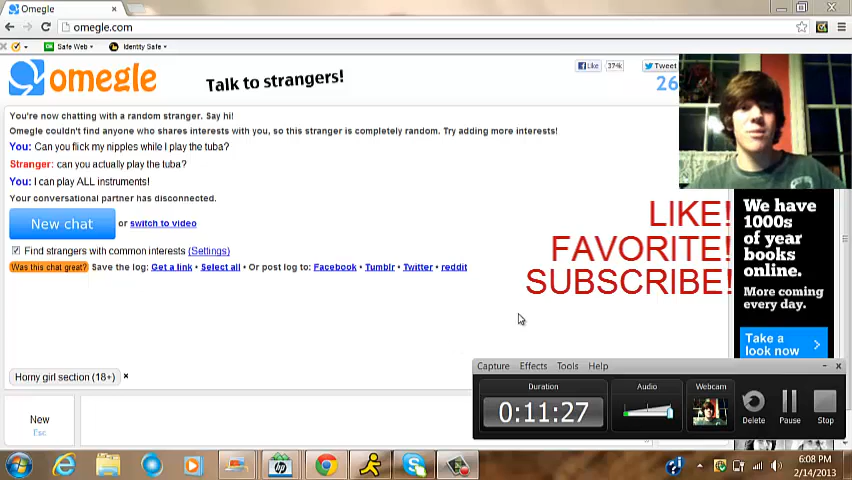 Omegle
omegle.com
Safe Web
Identity Safe
omegle
Talk to strangers!
Like
374k
Tweet
26
You're now chatting with a random stranger. Say hi!
Omegle couldn't find anyone who shares interests with you, so this stranger is completely random. Try adding more interests!
You: Can you flick my nipples while I play the tuba?
Stranger: can you actually play the tuba?
You: I can play ALL instruments!
Your conversational partner has disconnected.
New chat or switch to video
Find strangers with common interests (Settings)
Was this chat great? Save the log: Get a link • Select all • Or post log to: Facebook • Tumblr • Twitter • reddit
LIKE!
FAVORITE!
SUBSCRIBE!
We have
1000s
of year
books
online.
More coming
every day.
Take a
look now
Horny girl section (18+)
New
Esc
Capture Effects Tools Help
Duration
0:11:27
Audio
Webcam
Delete
Pause
Stop
hp
6:08 PM
2/14/2013